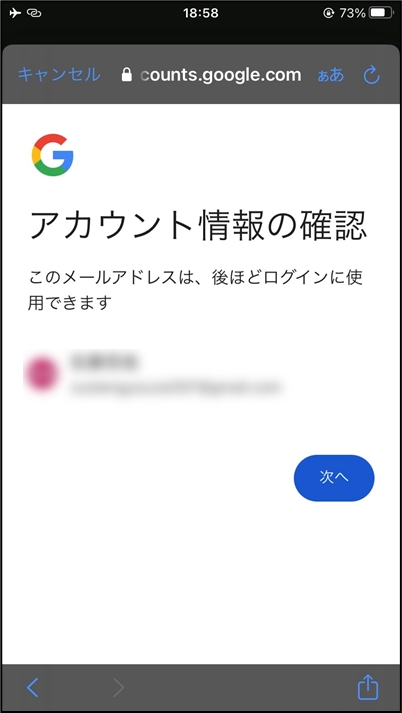 18:58
73%
キャンセル
counts.google.com
ぁあ
アカウント情報の確認
このメールアドレスは、後ほどログインに使
用できます
次へ